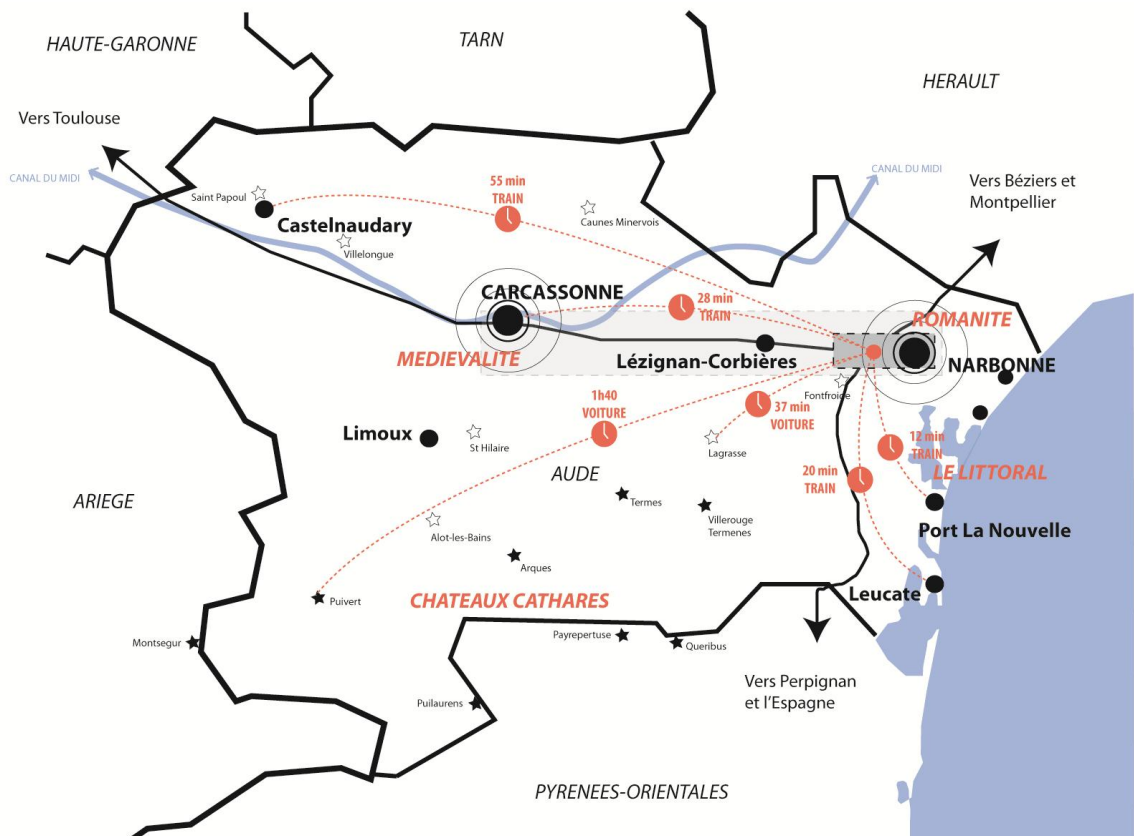 HAUTE-GARONNE
TARN
HERAULT
Vers Toulouse
CANAL DU MIDI
CANAL DU MIDI
Vers Béziers et
Montpellier
Saint Papoul
55 min
TRAIN
Castelnaudary
Caunes Minervois
Villelongue
CARCASSONNE
28 min
TRAIN
ROMANITE
MEDIEVALITE
Lézignan-Corbières
NARBONNE
Fontfroide
1h40
VOITURE
37 min
VOITURE
Limoux
St Hilaire
Lagrasse
12 min
TRAIN
AUDE
20 min
TRAIN
LE LITTORAL
ARIEGE
Termes
Villerouge
Termenes
Port La Nouvelle
Alot-les-Bains
Arques
Puivert
CHATEAUX CATHARES
Leucate
Montsegur
Payrepertuse
Queribus
Vers Perpignan
et l'Espagne
Puilaurens
PYRENEES-ORIENTALES